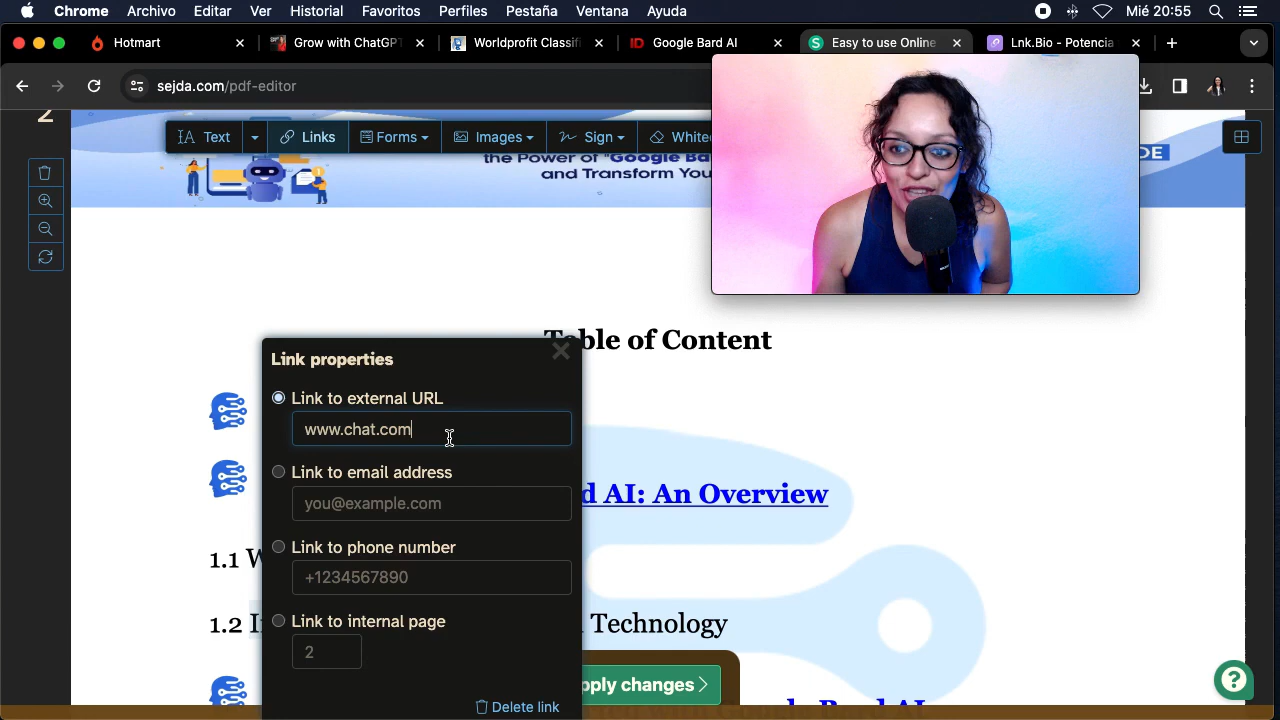 Chrome Archivo Editar Ver Historial Favoritos Perfiles Pestaña Ventana Ayuda Mié 20:55
Hotmart Grow with ChatGPT Worldprofit Classifi Google Bard AI Easy to use Online Lnk.Bio - Potencia
sejda.com/pdf-editor
2
Text Links Forms Images Sign Whiteo
the Power of "Google Ba
and Transform You
DE
Table of Content
Link properties
Link to external URL
www.chat.com
Link to email address
you@example.com
d AI: An Overview
Link to phone number
1.1 W
+1234567890
Link to internal page
1.2 I Technology
2
pply changes
Delete link